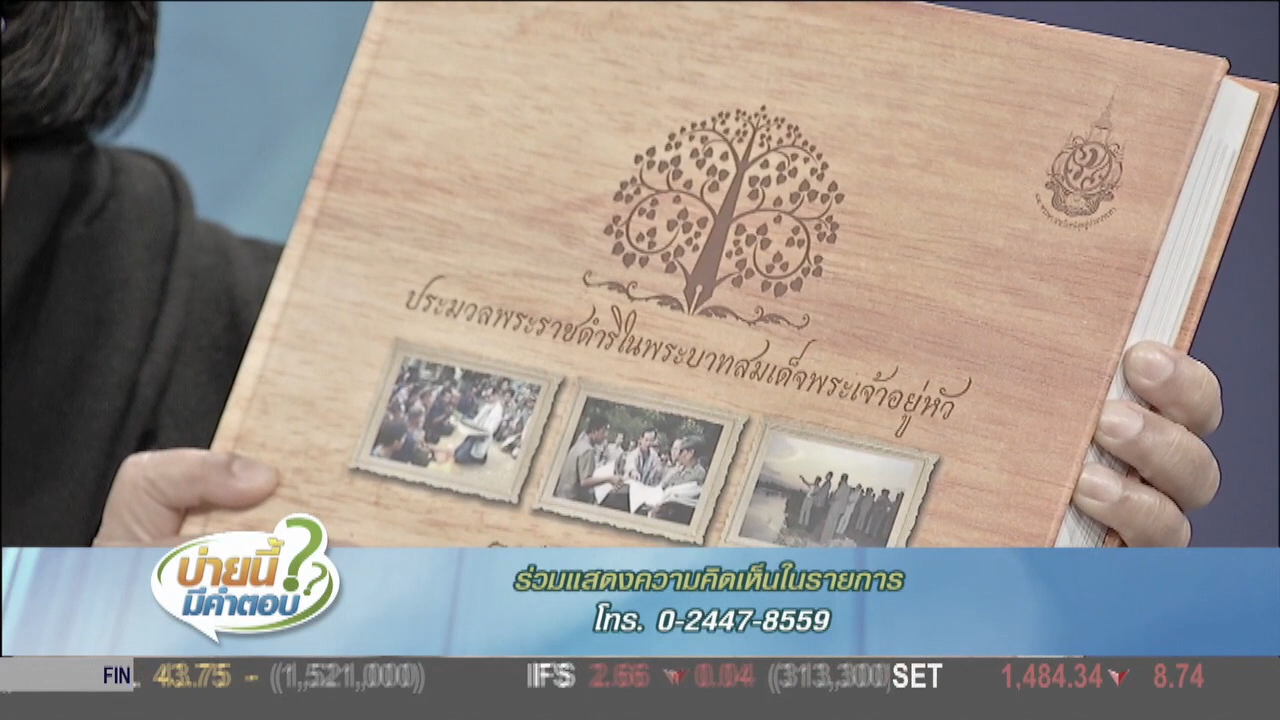 ประมวลพระราชดำริในพระบาทสมเด็จพระเจ้าอยู่หัว
บ่ายนี้
มีคำตอบ
??
ร่วมแสดงความคิดเห็นในรายการ
โทร. 0-2447-8559
FIN 43.75 - (1,521,000) IFS 2.66 0.04 (313,300) SET 1,484.34 8.74